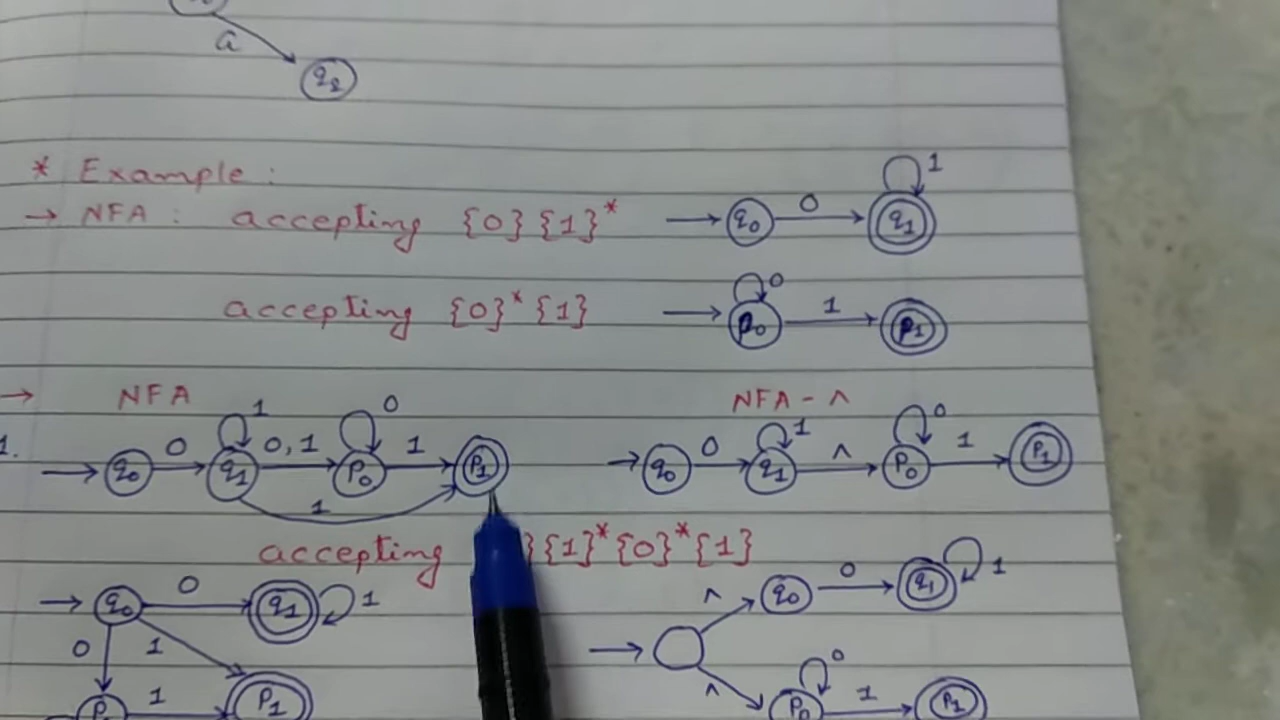 a
q2
* Example :
→ NFA : accepting {0}{1}* → q0 0 q1 1
accepting {0}*{1} → p0 0 1 p1
→ NFA NFA - ^
1. → q0 0 q1 1 0,1 p0 0 1 p1 1
→ q0 0 q1 1 ^ p0 0 1 p1
accepting }{1}*{0}*{1}
→ q0 0 q1 1
0 1
1 p1
→ ^ q0 0 q1 1
^ p0 0 1 p1